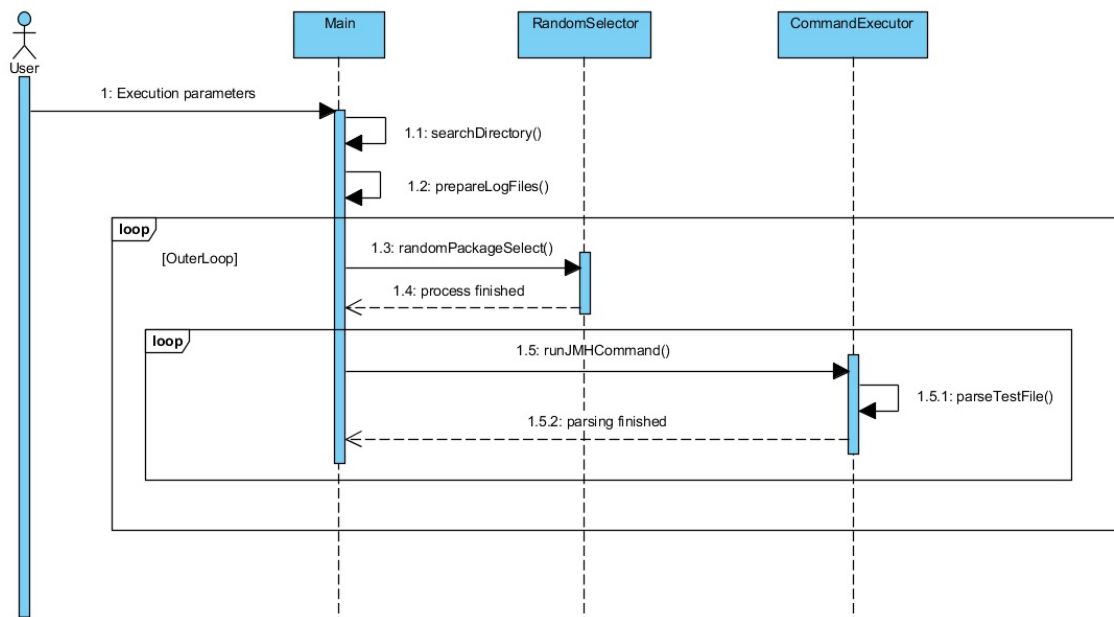 User
Main
RandomSelector
CommandExecutor
1: Execution parameters
1.1: searchDirectory()
1.2: prepareLogFiles()
loop
[OuterLoop]
1.3: randomPackageSelect()
1.4: process finished
loop
1.5: runJMHCommand()
1.5.1: parseTestFile()
1.5.2: parsing finished